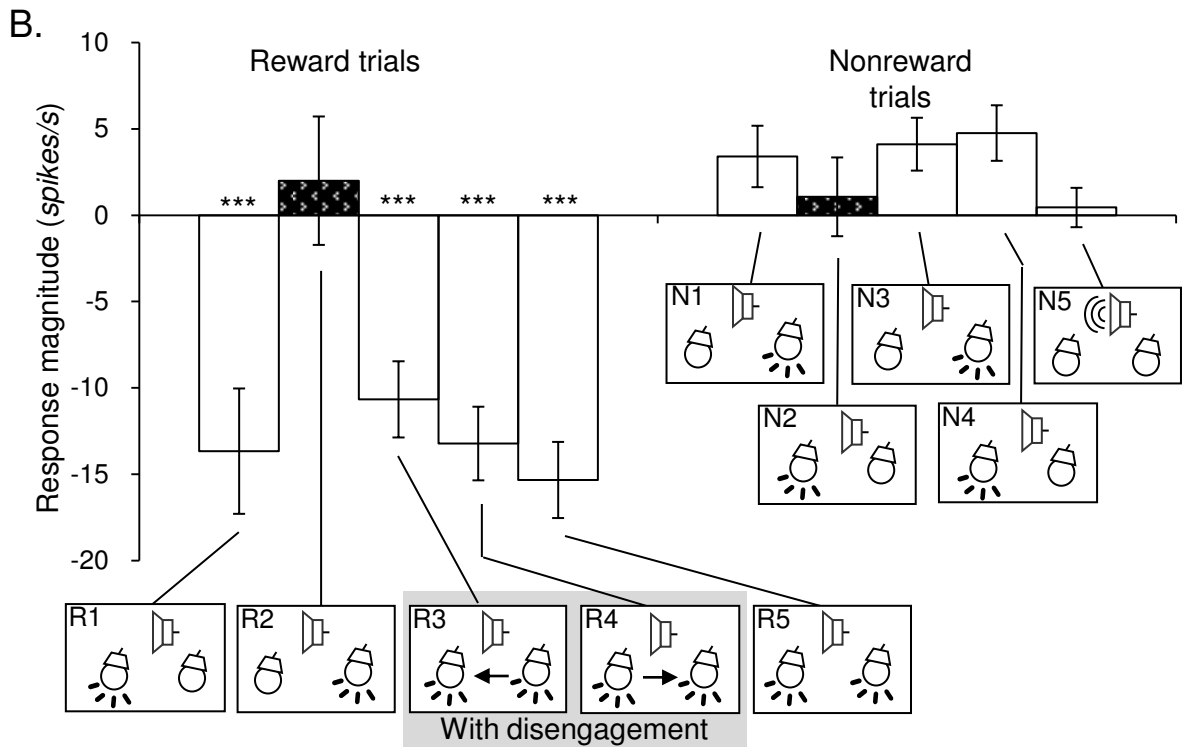 B.
Reward trials
Nonreward
trials
Response magnitude (spikes/s)
10
5
0
-5
-10
-15
-20
***
***
***
***
N1
N3
N5
N2
N4
R1
R2
R3
R4
R5
With disengagement